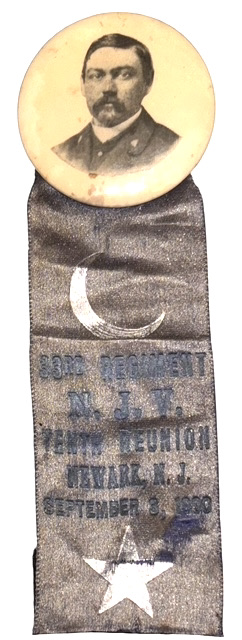 33RD REGIMENT
N. J. V.
TENTH REUNION
NEWARK, N. J.
SEPTEMBER 3,